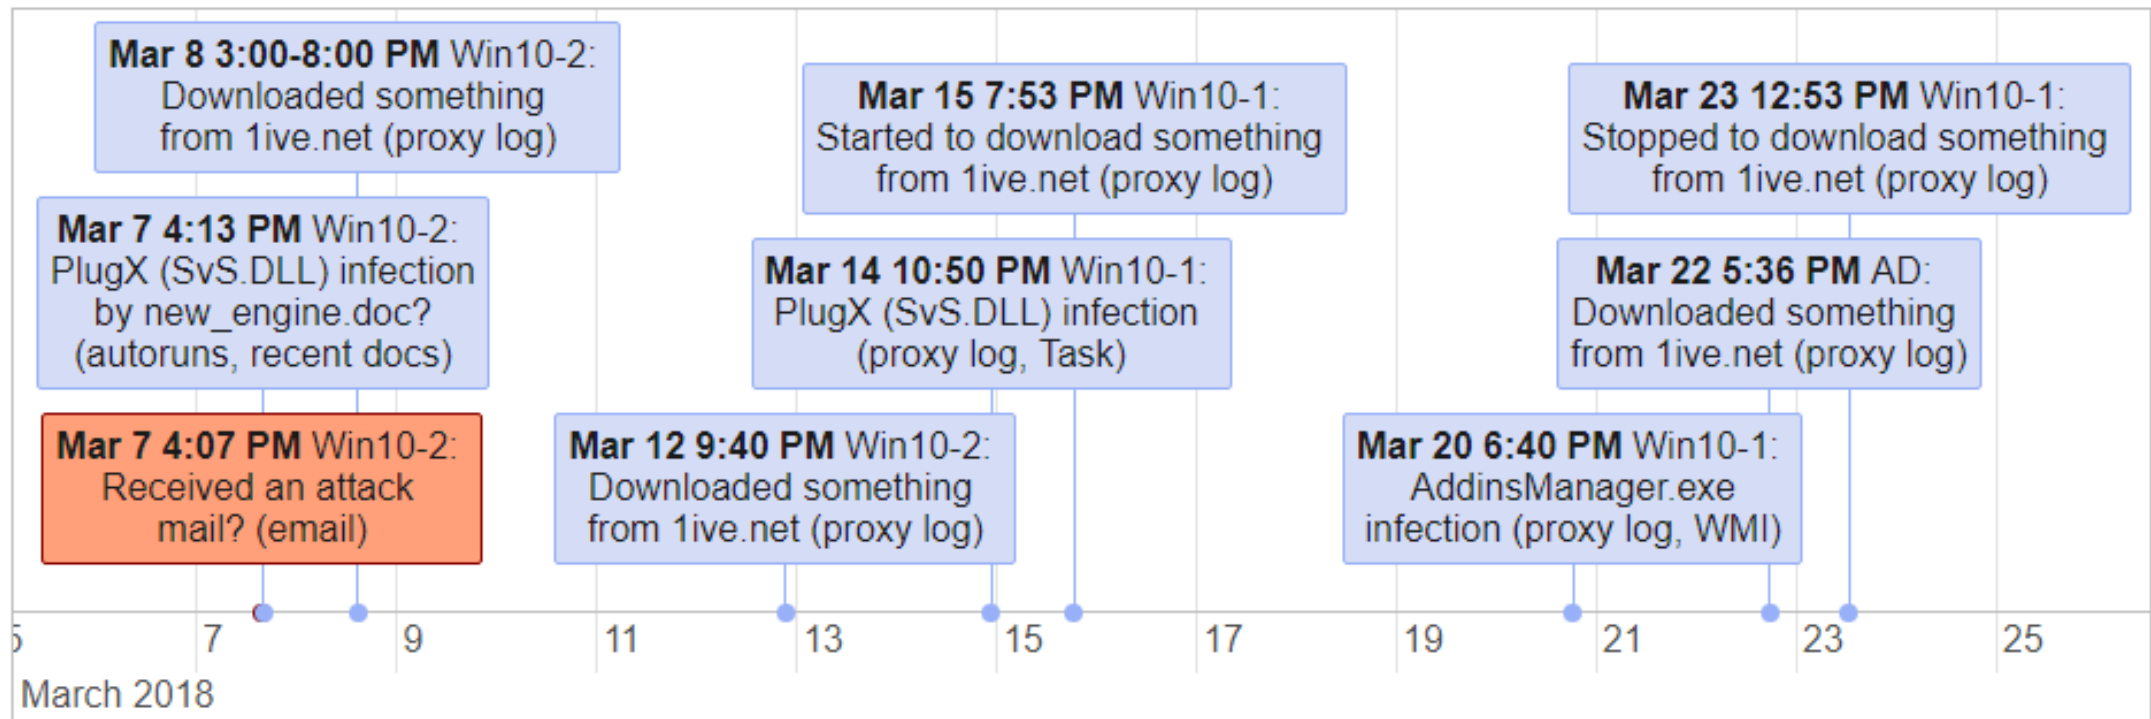 Mar 8 3:00-8:00 PM Win10-2:
Downloaded something
from 1ive.net (proxy log)
Mar 7 4:13 PM Win10-2:
PlugX (SvS.DLL) infection
by new_engine.doc?
(autoruns, recent docs)
Mar 7 4:07 PM Win10-2:
Received an attack
mail? (email)
Mar 12 9:40 PM Win10-2:
Downloaded something
from 1ive.net (proxy log)
Mar 15 7:53 PM Win10-1:
Started to download something
from 1ive.net (proxy log)
Mar 14 10:50 PM Win10-1:
PlugX (SvS.DLL) infection
(proxy log, Task)
Mar 23 12:53 PM Win10-1:
Stopped to download something
from 1ive.net (proxy log)
Mar 22 5:36 PM AD:
Downloaded something
from 1ive.net (proxy log)
Mar 20 6:40 PM Win10-1:
AddinsManager.exe
infection (proxy log, WMI)
7 9 11 13 15 17 19 21 23 25
March 2018